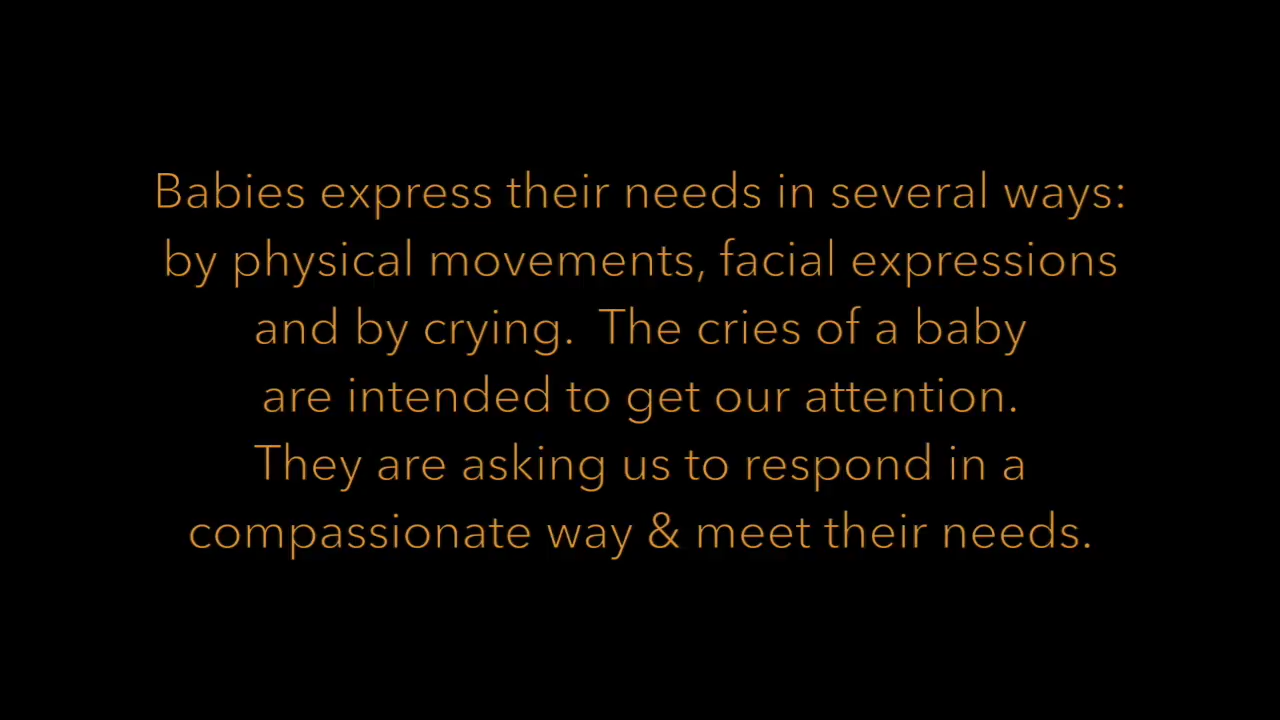 Babies express their needs in several ways:
by physical movements, facial expressions
and by crying.  The cries of a baby
are intended to get our attention.
They are asking us to respond in a
compassionate way & meet their needs.